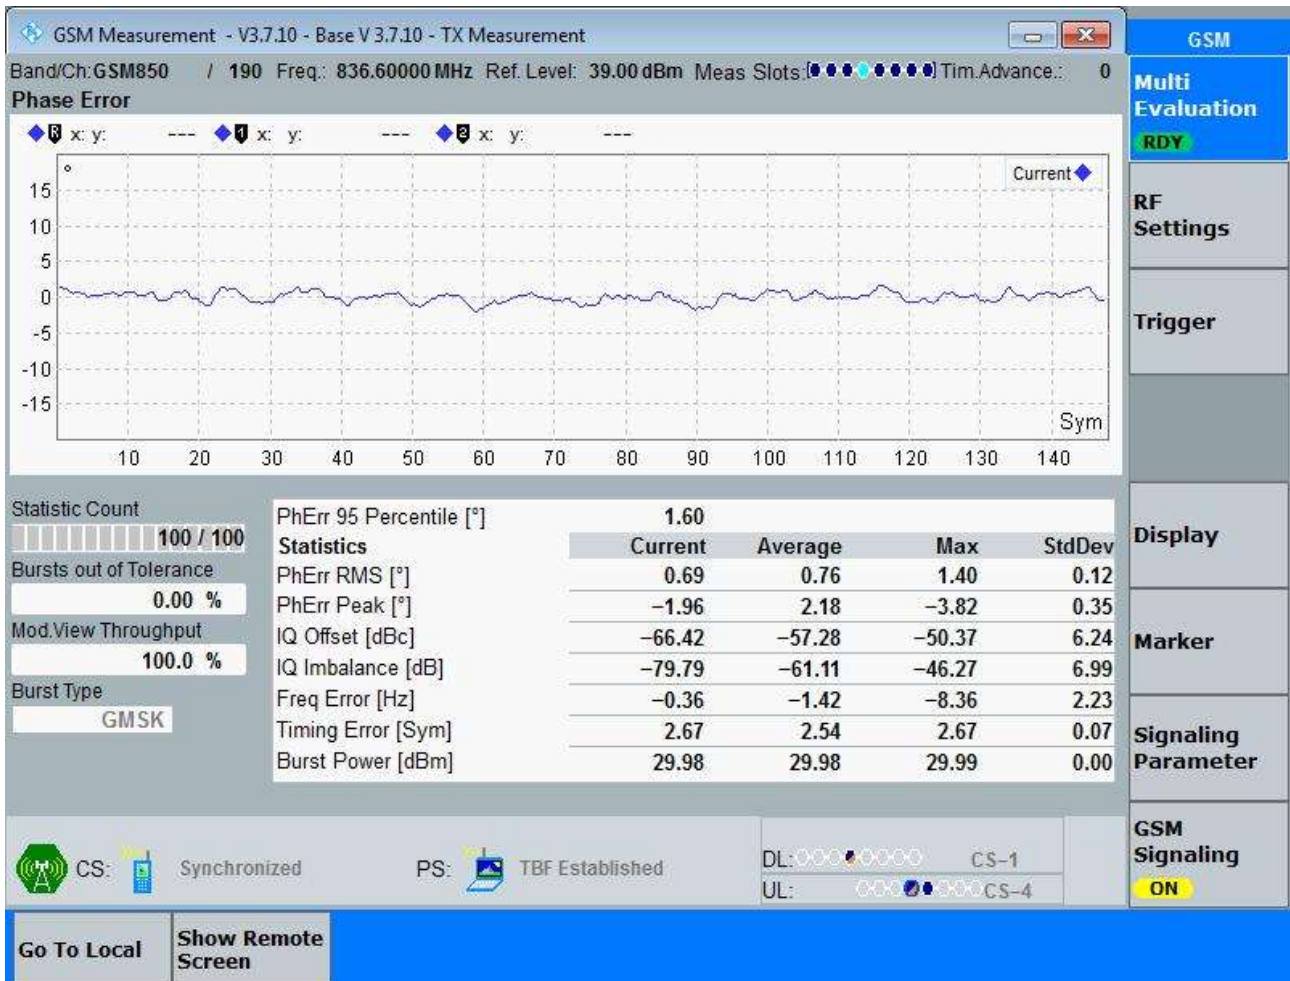 GSM Measurement - V3.7.10 - Base V 3.7.10 - TX Measurement
GSM
Band/Ch: GSM850 / 190 Freq.: 836.60000 MHz Ref. Level: 39.00 dBm Meas Slots: Tim.Advance.: 0
Phase Error
R x: y: --- 1 x: y: --- 2 x: y: ---
°
Current
15
10
5
0
-5
-10
-15
Sym
10 20 30 40 50 60 70 80 90 100 110 120 130 140
Statistic Count
100 / 100
Bursts out of Tolerance
0.00 %
Mod.View Throughput
100.0 %
Burst Type
GMSK
PhErr 95 Percentile [°] 1.60
Statistics Current Average Max StdDev
PhErr RMS [°] 0.69 0.76 1.40 0.12
PhErr Peak [°] −1.96 2.18 −3.82 0.35
IQ Offset [dBc] −66.42 −57.28 −50.37 6.24
IQ Imbalance [dB] −79.79 −61.11 −46.27 6.99
Freq Error [Hz] −0.36 −1.42 −8.36 2.23
Timing Error [Sym] 2.67 2.54 2.67 0.07
Burst Power [dBm] 29.98 29.98 29.99 0.00
CS: Synchronized PS: TBF Established
DL: CS−1
UL: CS−4
Multi
Evaluation
RDY
RF
Settings
Trigger
Display
Marker
Signaling
Parameter
GSM
Signaling
ON
Go To Local
Show Remote
Screen